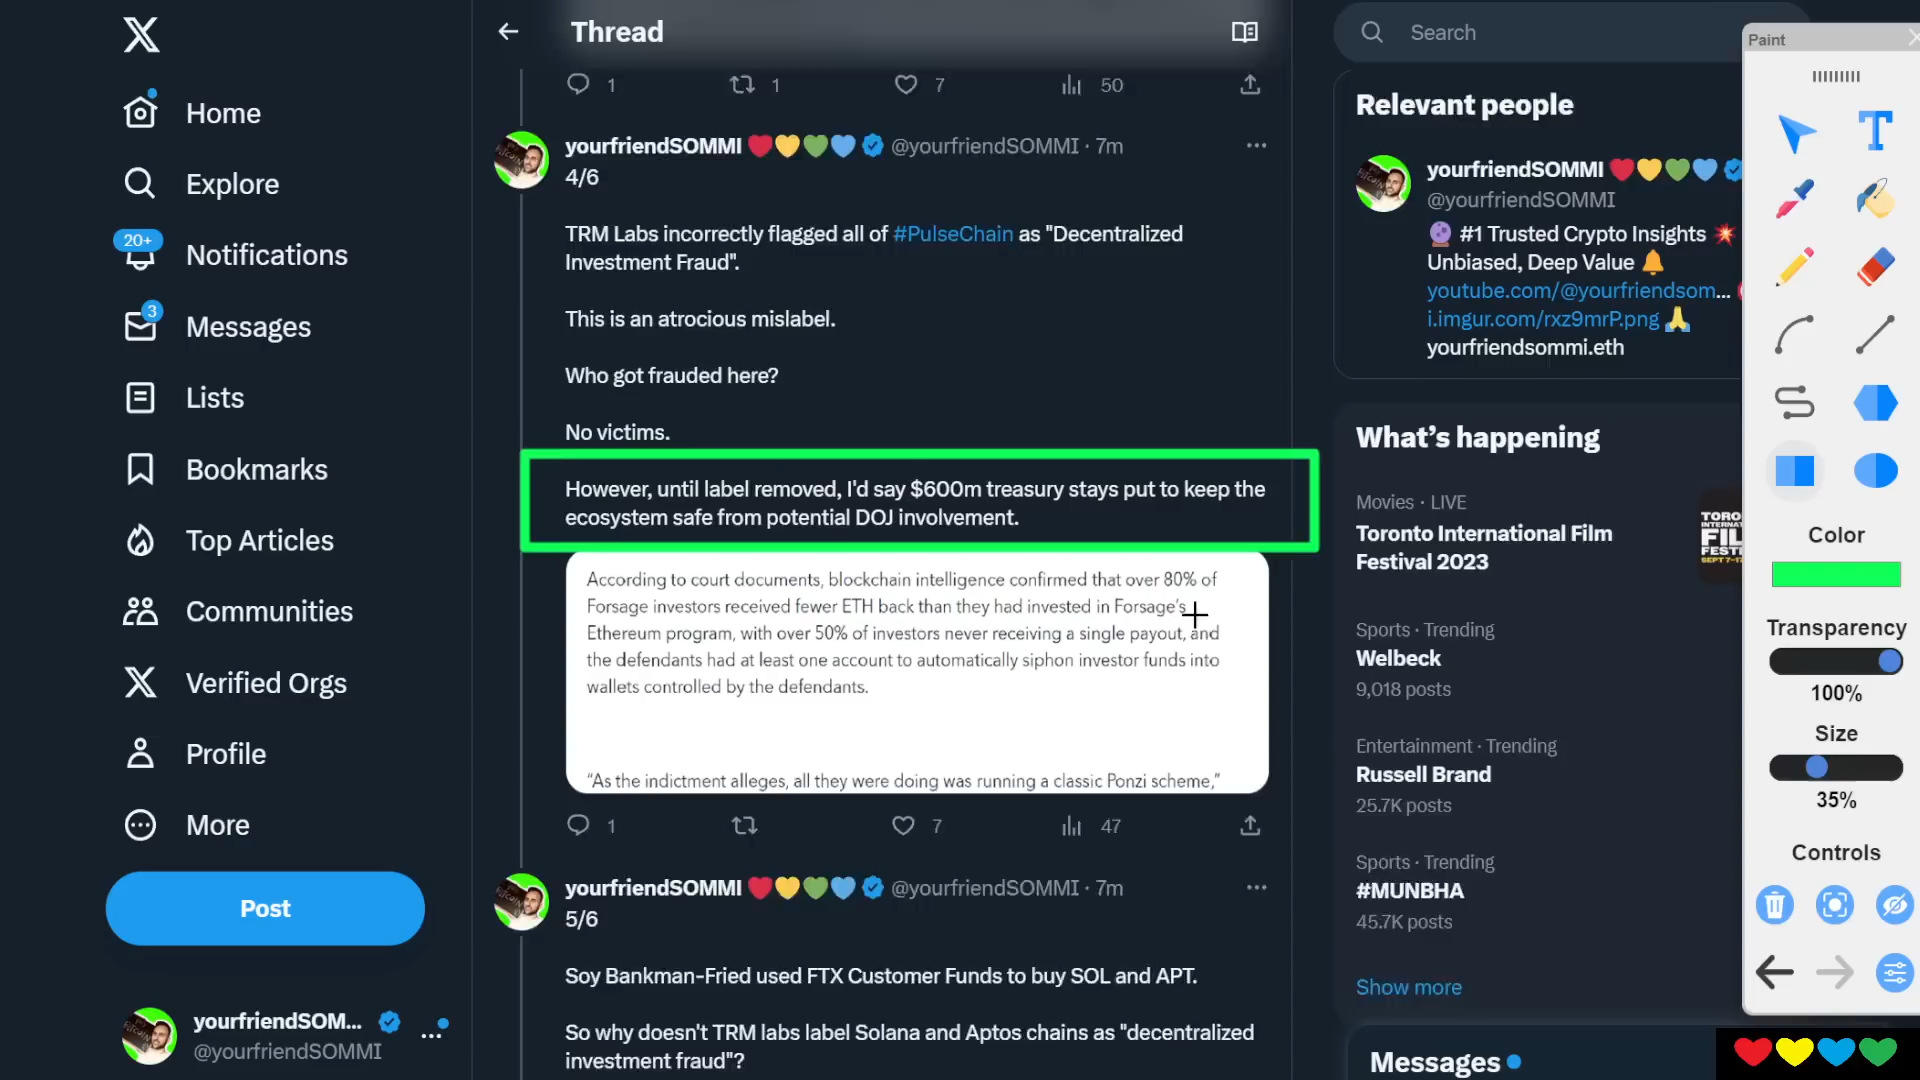 Home
Explore
20+
Notifications
3
Messages
Lists
Bookmarks
Top Articles
Communities
Verified Orgs
Profile
More
Post
yourfriendSOM...
@yourfriendSOMMI
Thread
1
1
7
50
yourfriendSOMMI @yourfriendSOMMI · 7m
4/6
TRM Labs incorrectly flagged all of #PulseChain as "Decentralized
Investment Fraud".
This is an atrocious mislabel.
Who got frauded here?
No victims.
However, until label removed, I'd say $600m treasury stays put to keep the
ecosystem safe from potential DOJ involvement.
According to court documents, blockchain intelligence confirmed that over 80% of
Forsage investors received fewer ETH back than they had invested in Forsage's
Ethereum program, with over 50% of investors never receiving a single payout, and
the defendants had at least one account to automatically siphon investor funds into
wallets controlled by the defendants.
"As the indictment alleges, all they were doing was running a classic Ponzi scheme,"
1
7
47
yourfriendSOMMI @yourfriendSOMMI · 7m
5/6
Soy Bankman-Fried used FTX Customer Funds to buy SOL and APT.
So why doesn't TRM labs label Solana and Aptos chains as "decentralized
investment fraud"?
Search
Relevant people
yourfriendSOMMI
@yourfriendSOMMI
#1 Trusted Crypto Insights
Unbiased, Deep Value
youtube.com/@yourfriendsom...
i.imgur.com/rxz9mrP.png
yourfriendsommi.eth
What's happening
Movies · LIVE
Toronto International Film
Festival 2023
Sports · Trending
Welbeck
9,018 posts
Entertainment · Trending
Russell Brand
25.7K posts
Sports · Trending
#MUNBHA
45.7K posts
Show more
Messages
Paint
T
Color
Transparency
100%
Size
35%
Controls